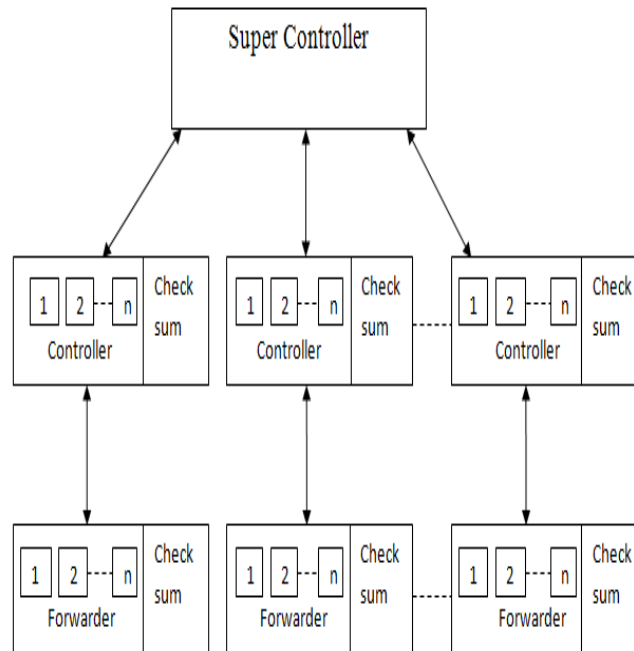 Super Controller
1 2 n Check
sum
Controller
1 2 n Check
sum
Controller
1 2 n Check
sum
Controller
1 2 n Check
sum
Forwarder
1 2 n Check
sum
Forwarder
1 2 n Check
sum
Forwarder